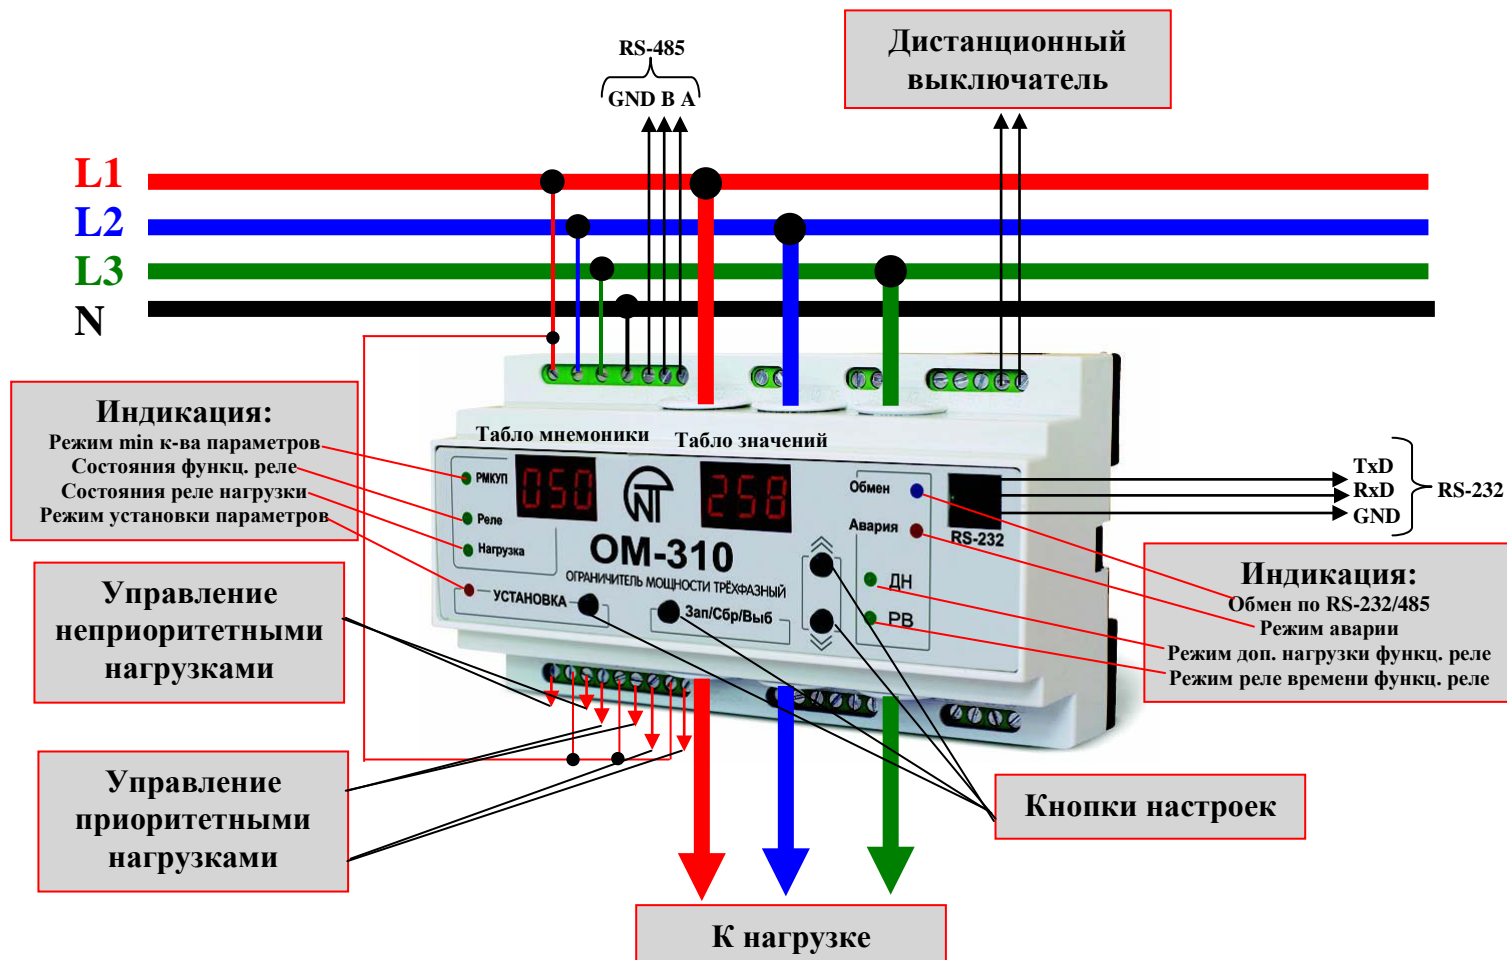 RS-485
GND B A
Дистанционный
выключатель
L1
L2
L3
N
Индикация:
Режим min к-ва параметров
Состояния функц. реле
Состояния реле нагрузки
Режим установки параметров
Табло мнемоники
Табло значений
РМКУП
Реле
Нагрузка
050
NT
258
Обмен
Авария
RS-232
ОМ-310
ОГРАНИЧИТЕЛЬ МОЩНОСТИ ТРЁХФАЗНЫЙ
УСТАНОВКА
Зап/Сбр/Выб
ДН
РВ
TxD
RxD
GND
RS-232
Индикация:
Обмен по RS-232/485
Режим аварии
Режим доп. нагрузки функц. реле
Режим реле времени функц. реле
Управление
неприоритетными
нагрузками
Управление
приоритетными
нагрузками
Кнопки настроек
К нагрузке